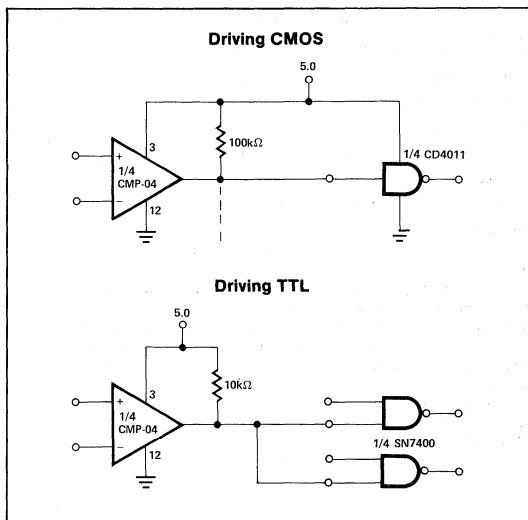 Driving CMOS
5.0
3
100kΩ
+
1/4
CMP-04
−
12
1/4 CD4011
Driving TTL
5.0
3
10kΩ
+
1/4
CMP-04
−
12
1/4 SN7400